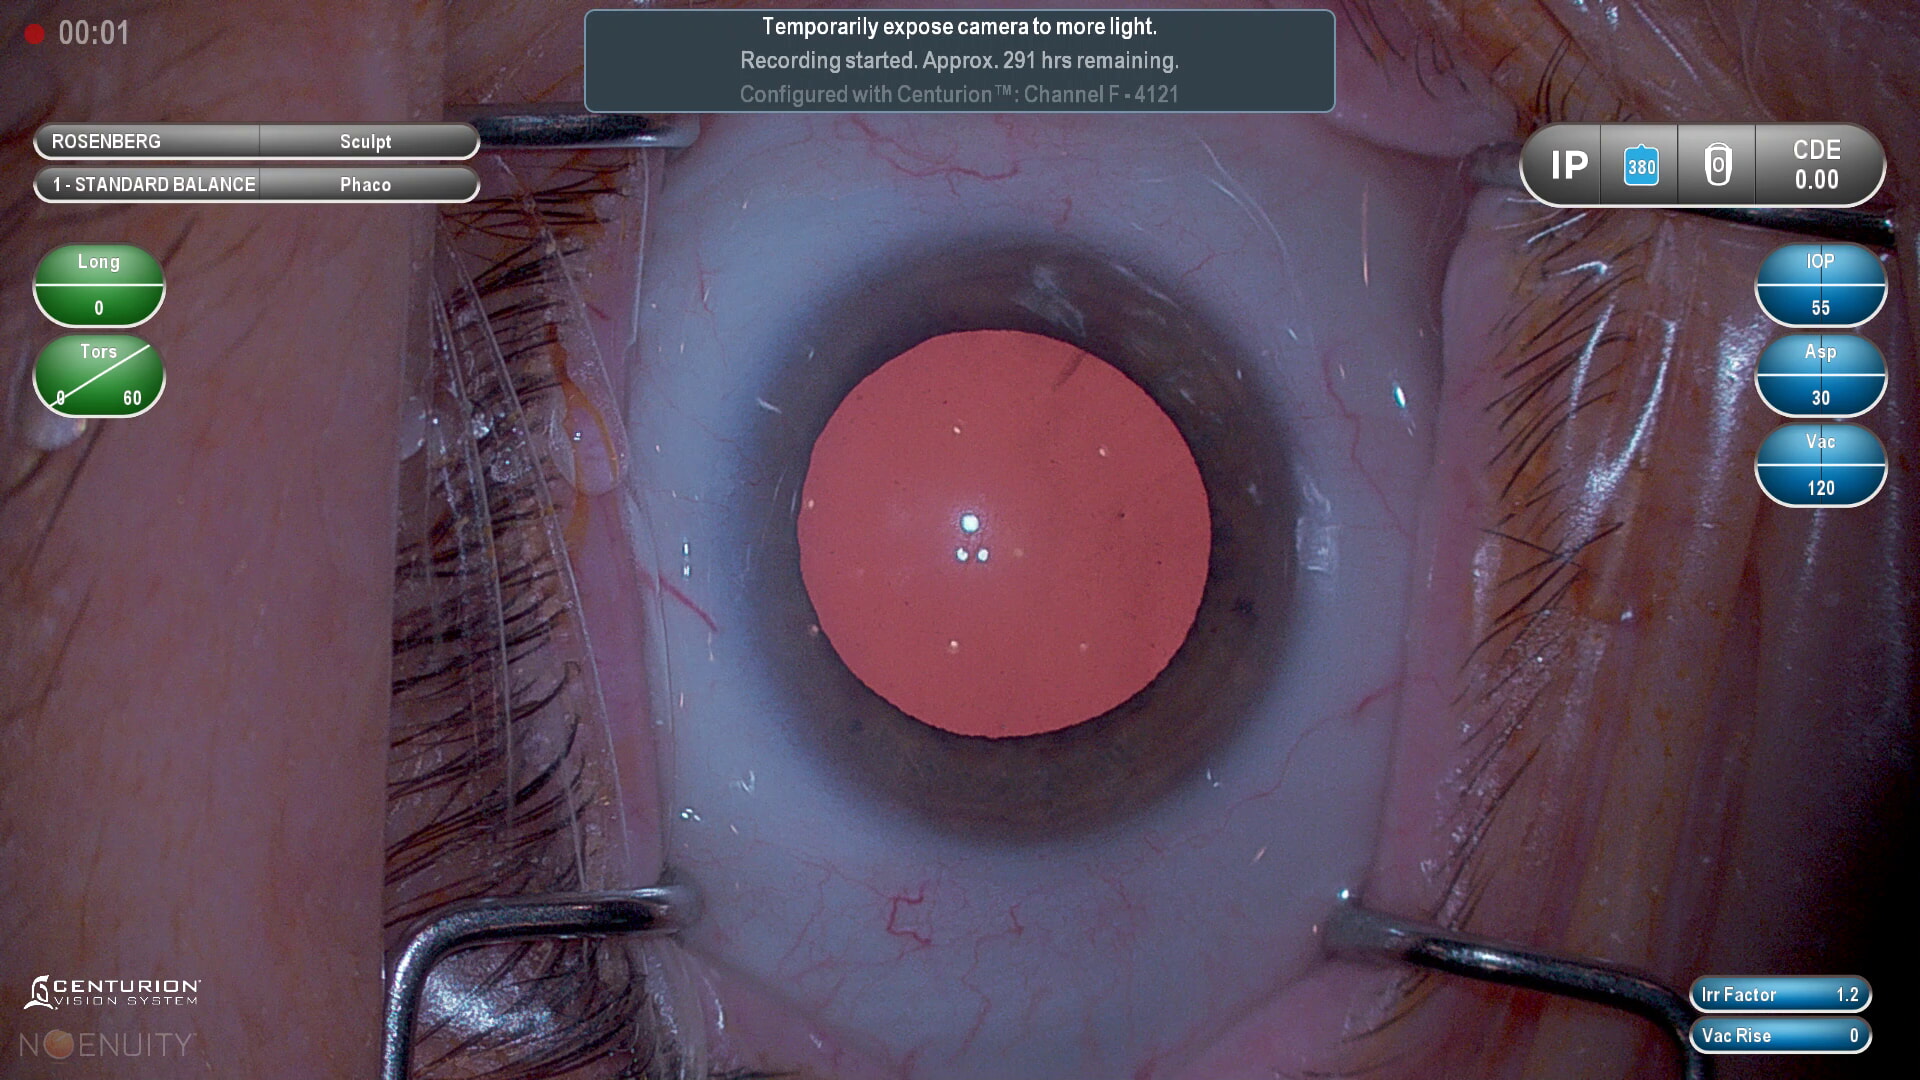 00:01
Temporarily expose camera to more light.
Recording started. Approx. 291 hrs remaining.
Configured with Centurion™: Channel F - 4121
ROSENBERG Sculpt
1 - STANDARD BALANCE Phaco
IP 380 0 CDE
0.00
Long
0
Tors
0 60
IOP
55
Asp
30
Vac
120
CENTURION
VISION SYSTEM
NGENUITY
Irr Factor 1.2
Vac Rise 0